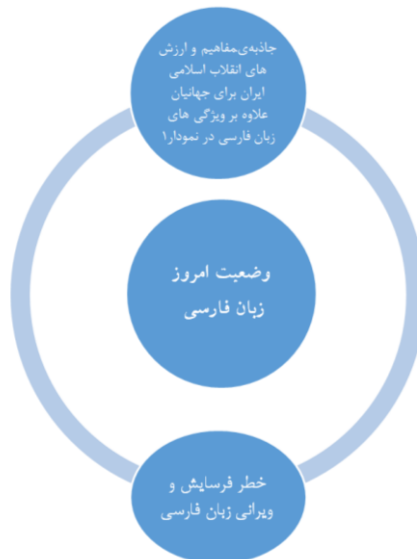 جاذبه‌ی مفاهیم و ارزش
های انقلاب اسلامی
ایران برای جهانیان
علاوه بر ویژگی های
زبان فارسی در نمودار۱
وضعیت امروز
زبان فارسی
خطر فرسایش و
ویرانی زبان فارسی